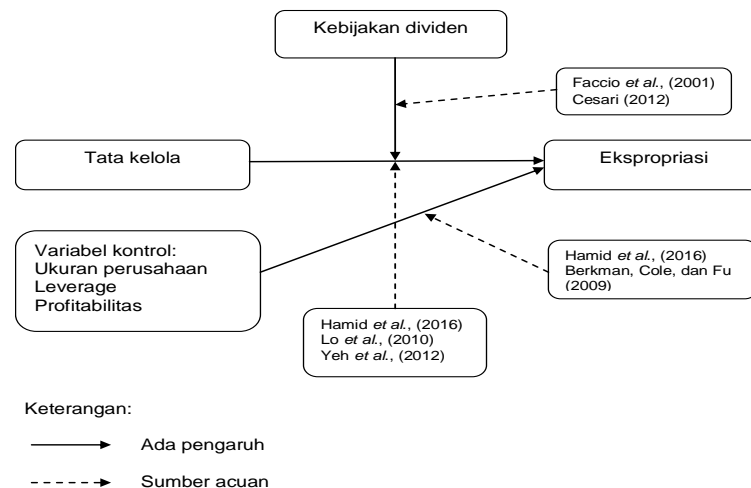 Kebijakan dividen
Faccio et al., (2001)
Cesari (2012)
Tata kelola
Ekspropriasi
Variabel kontrol:
Ukuran perusahaan
Leverage
Profitabilitas
Hamid et al., (2016)
Berkman, Cole, dan Fu
(2009)
Hamid et al., (2016)
Lo et al., (2010)
Yeh et al., (2012)
Keterangan:
Ada pengaruh
Sumber acuan